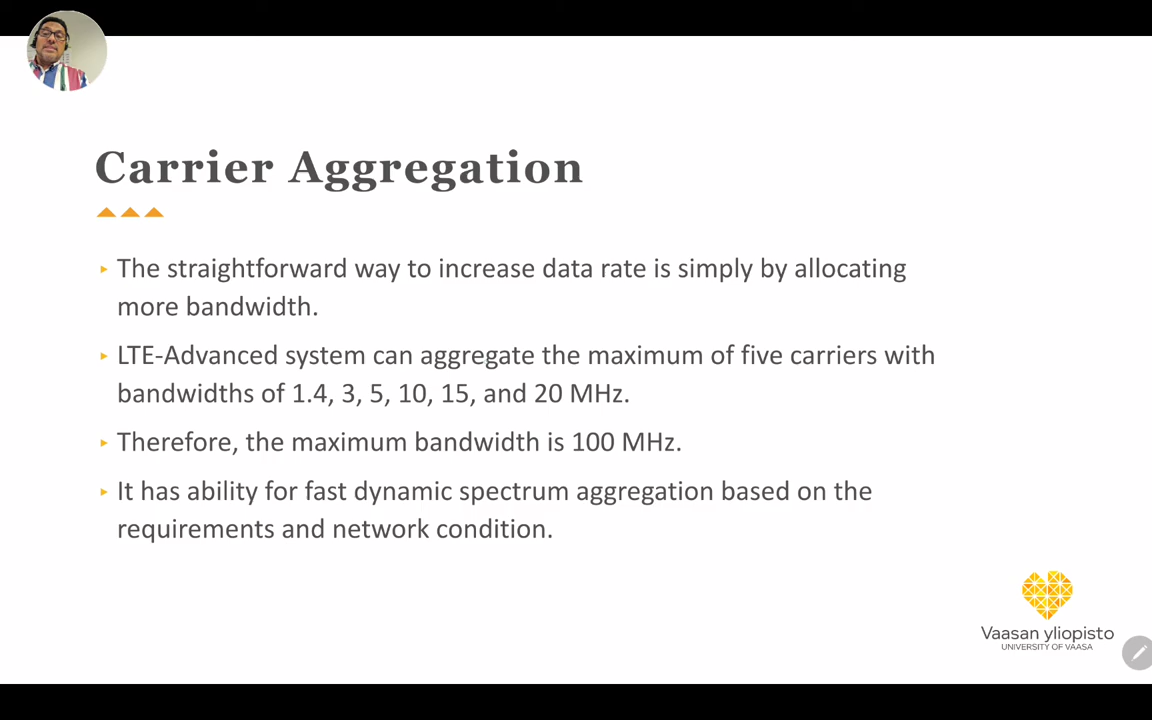 Carrier Aggregation
The straightforward way to increase data rate is simply by allocating
more bandwidth.
LTE-Advanced system can aggregate the maximum of five carriers with
bandwidths of 1.4, 3, 5, 10, 15, and 20 MHz.
Therefore, the maximum bandwidth is 100 MHz.
It has ability for fast dynamic spectrum aggregation based on the
requirements and network condition.
Vaasan yliopisto
UNIVERSITY OF VAASA